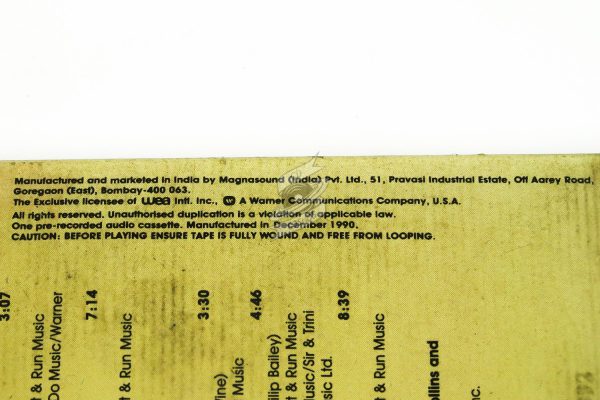 Manufactured and marketed in India by Magnasound (India) Pvt. Ltd., 51, Pravasi Industrial Estate, Off Aarey Road,
Goregaon (East), Bombay-400 063.
The Exclusive licensee of wea Intl. Inc., A Warner Communications Company, U.S.A.
All rights reserved. Unauthorised duplication is a violation of applicable law.
One pre-recorded audio cassette. Manufactured in December 1990.
CAUTION: BEFORE PLAYING ENSURE TAPE IS FULLY WOUND AND FREE FROM LOOPING.
3:07
t & Run Music
Do Music/Warner
7:14
t & Run Music
3:30
Music
4:46
ilip Bailey)
t & Run Music
usic/Sir & Trini
sic Ltd.
8:39
t & Run Music
ollins and
nc.